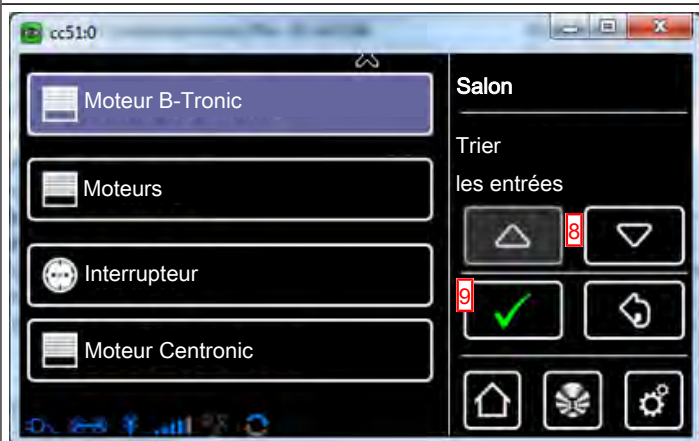 cc51:0
Moteur B-Tronic
Moteurs
Interrupteur
Moteur Centronic
Salon
Trier
les entrées
8
9